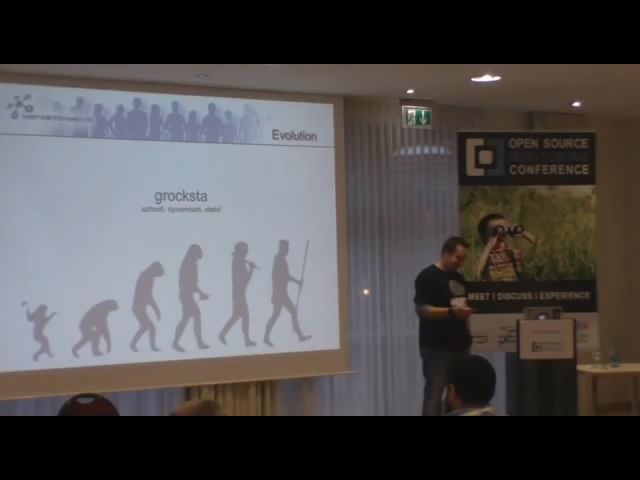 Evolution
grocksta
schnell, dynamisch, stabil
OPEN SOURCE
CONFERENCE
MEET | DISCUSS | EXPERIENCE